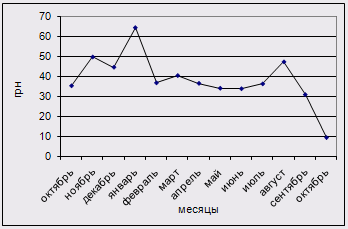 70
60
50
40
30
20
10
0
грн
октябрь
ноябрь
декабрь
январь
февраль
март
апрель
май
июнь
июль
август
сентябрь
октябрь
месяцы